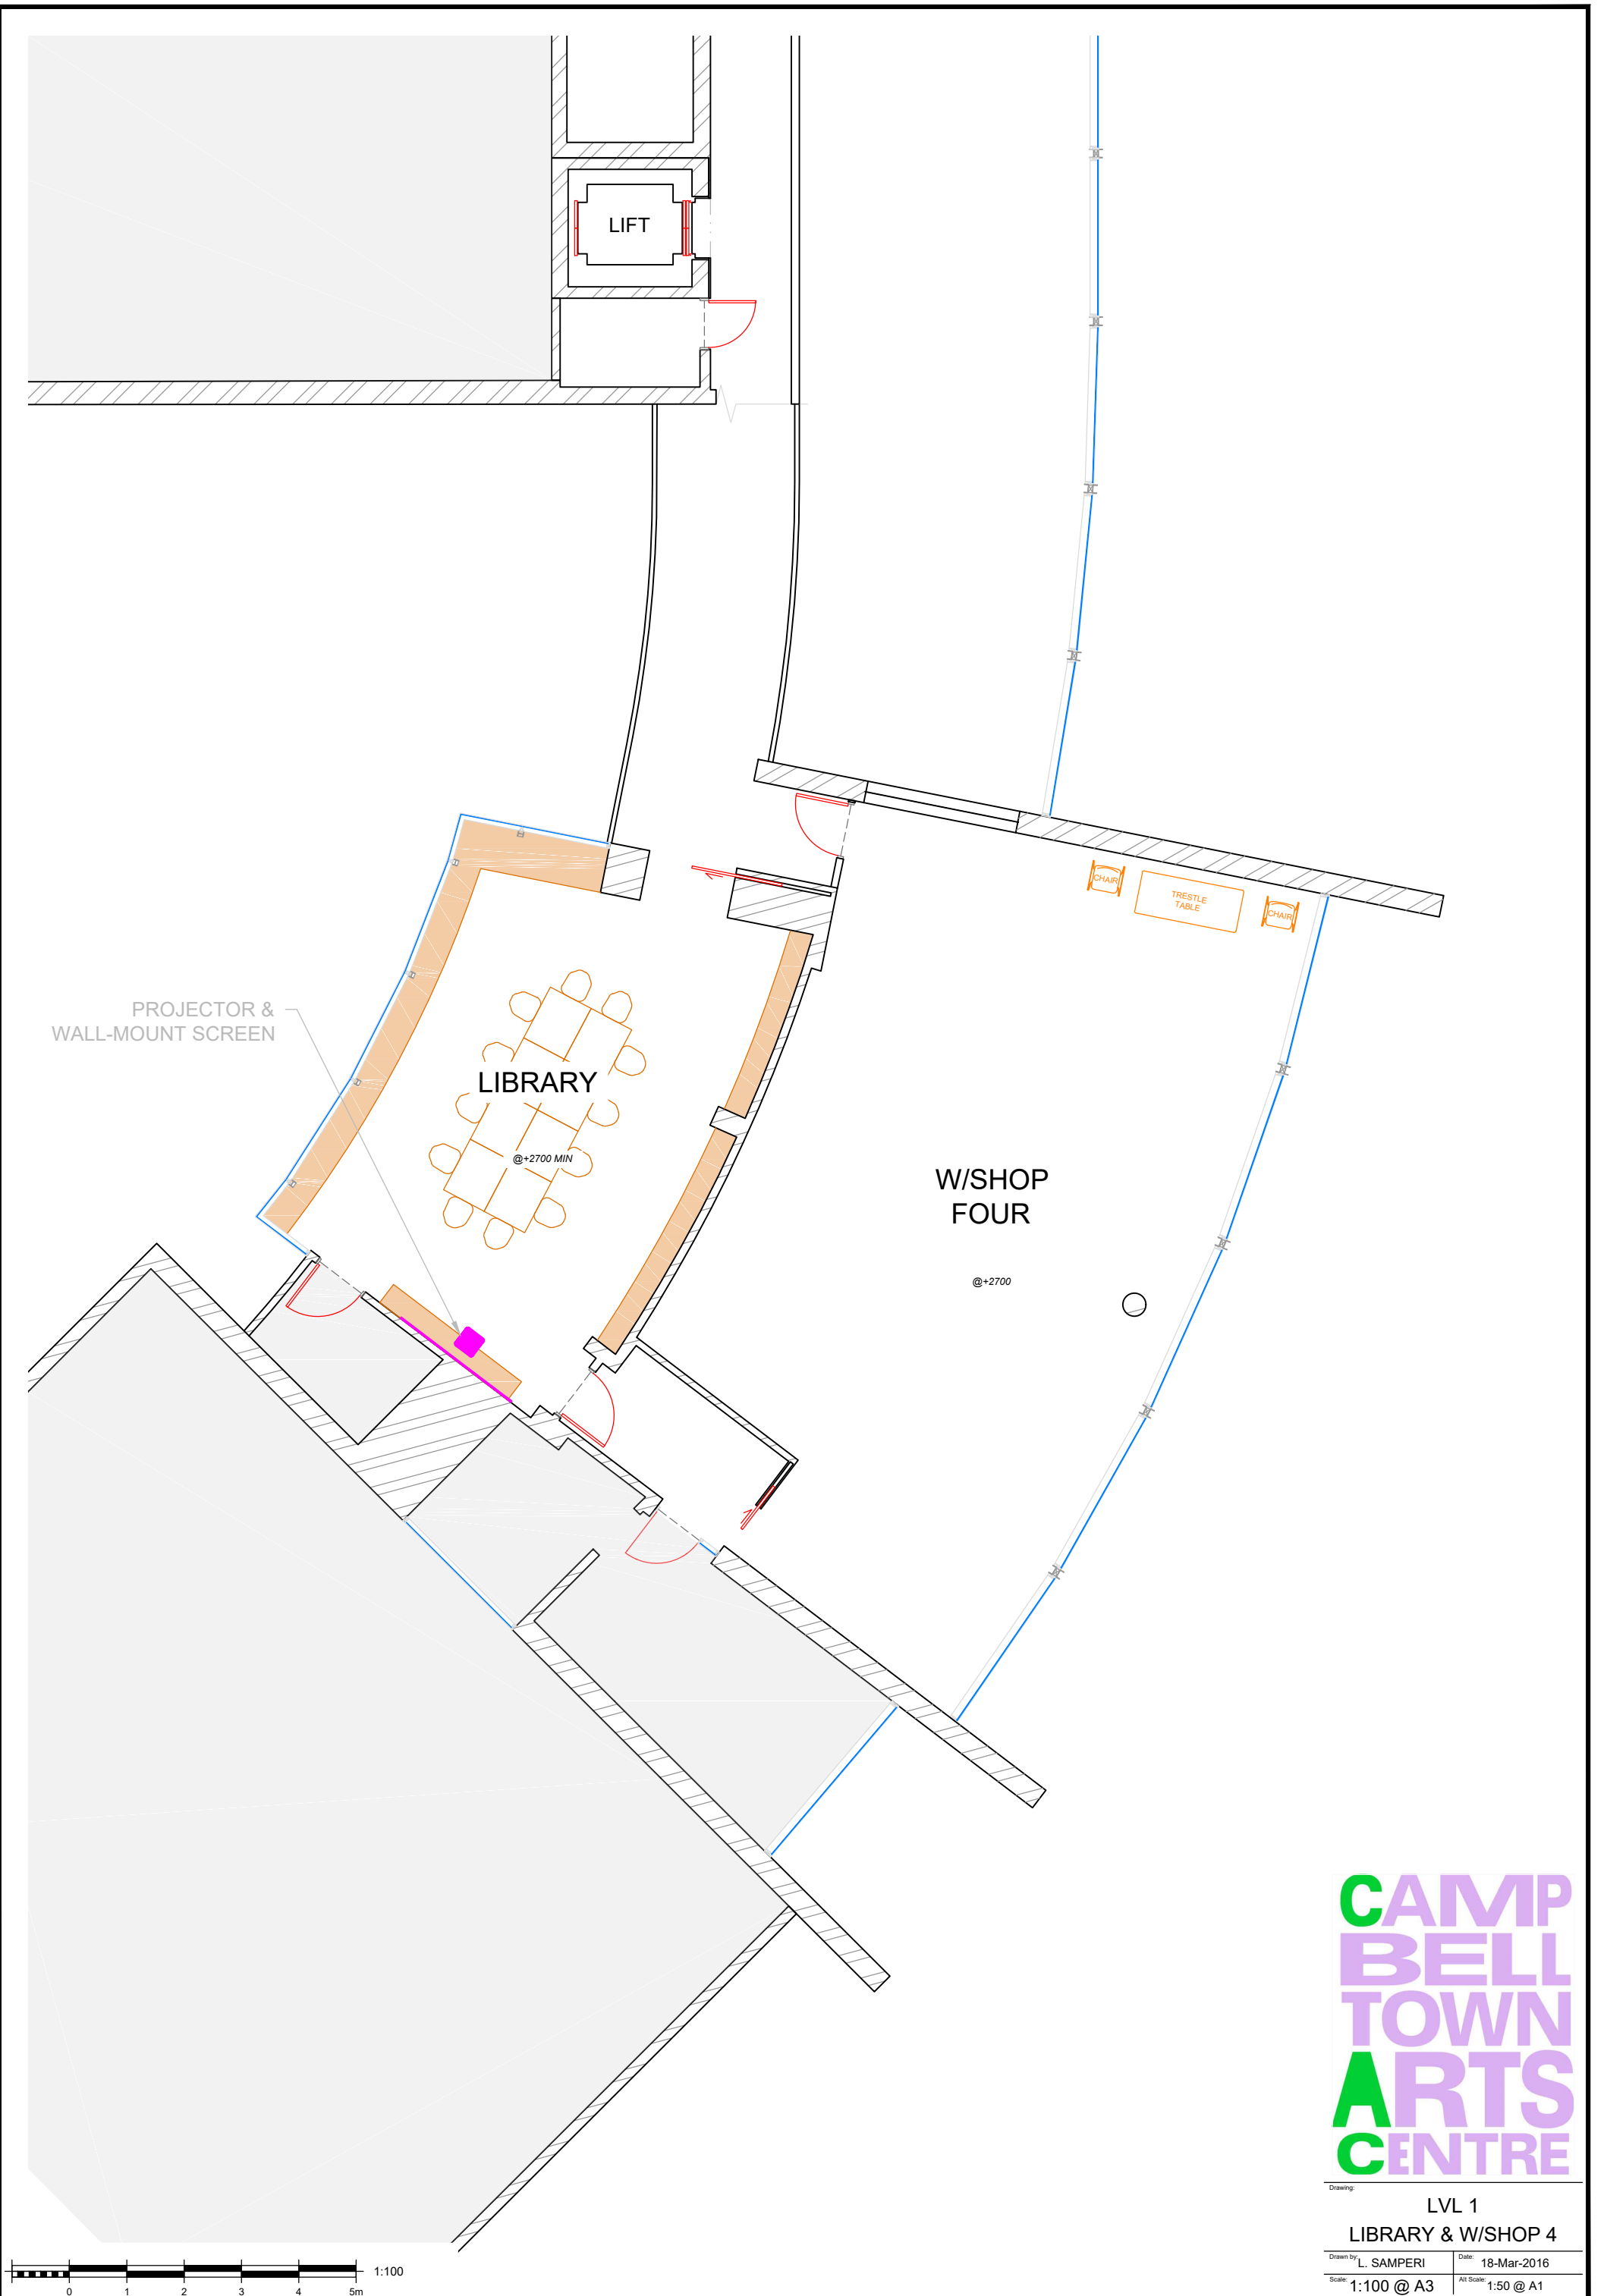 LIFT
CHAIR
TRESTLE
TABLE
CHAIR
PROJECTOR &
WALL-MOUNT SCREEN
LIBRARY
@+2700 MIN
W/SHOP
FOUR
@+2700
CAMP
BELL
TOWN
ARTS
CENTRE
Drawing:
LVL 1
LIBRARY & W/SHOP 4
Drawn by: L. SAMPERI
Date: 18-Mar-2016
Scale: 1:100 @ A3
Alt Scale: 1:50 @ A1
1:100
0 1 2 3 4 5m